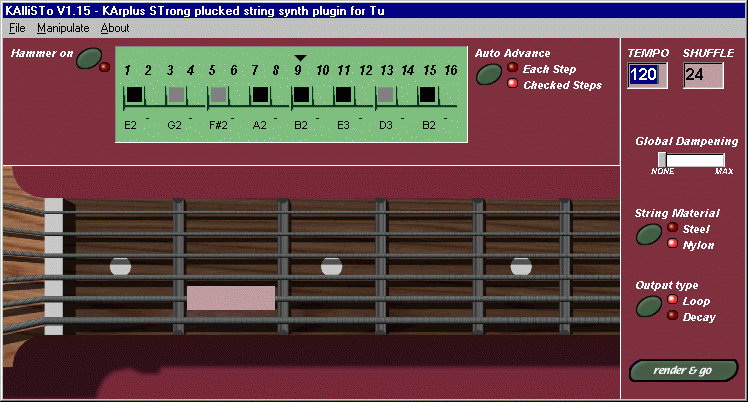 KAlliSTo V1.15 - KArplus STrong plucked string synth plugin for Tu
File Manipulate About
Hammer on
1 2 3 4 5 6 7 8 9 10 11 12 13 14 15 16
E2 - G2 - F#2 - A2 - B2 - E3 - D3 - B2 -
Auto Advance
Each Step
Checked Steps
TEMPO SHUFFLE
120 24
Global Dampening
NONE MAX
String Material
Steel
Nylon
Output type
Loop
Decay
render & go